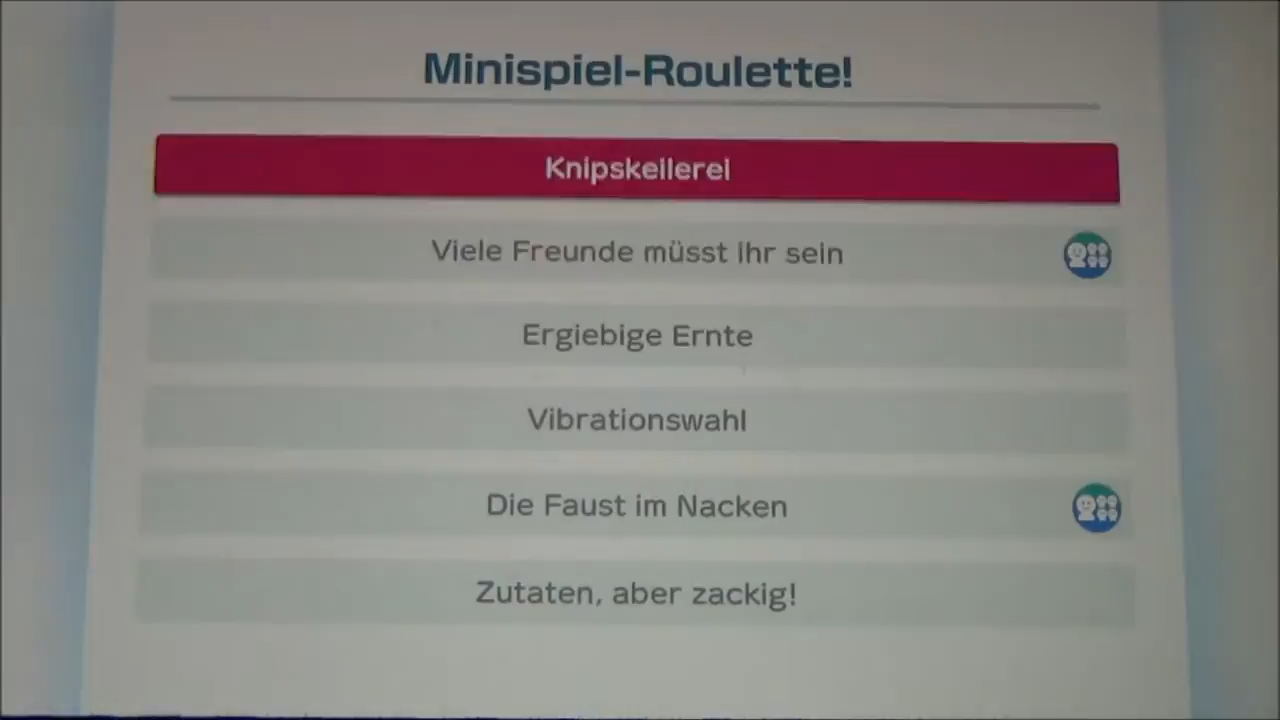 Minispiel-Roulette!
Knipskeilerei
Viele Freunde müsst ihr sein
Ergiebige Ernte
Vibrationswahl
Die Faust im Nacken
Zutaten, aber zackig!